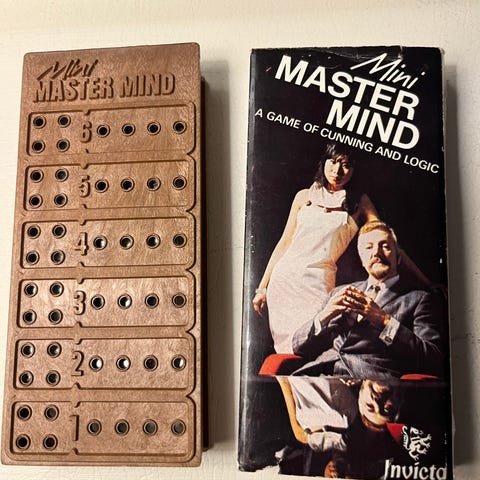 Mini
MASTER MIND
6
5
4
3
2
1
Mini
MASTER
MIND
A GAME OF CUNNING AND LOGIC
Invicta